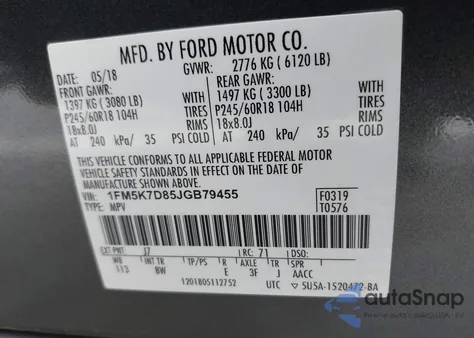 MFD. BY FORD MOTOR CO.
DATE: 05/18 GVWR: 2776 KG ( 6120 LB)
FRONT GAWR: REAR GAWR:
1397 KG ( 3080 LB) WITH 1497 KG ( 3300 LB) WITH
P245/60R18 104H TIRES P245/60R18 104H TIRES
18x8.0J RIMS 18x8.0J RIMS
AT 240 kPa/ 35 PSI COLD AT 240 kPa/ 35 PSI COLD
THIS VEHICLE CONFORMS TO ALL APPLICABLE FEDERAL MOTOR
VEHICLE SAFETY AND BUMPER STANDARDS IN EFFECT ON THE DATE OF
MANUFACTURE SHOWN ABOVE.
VIN: 1FM5K7D85JGB79455 F0319
TYPE: MPV T0576
EXT PNT: J7 RC: 71 DSO:
WB INT TR TP/PS R AXLE TR SPR
113 BW E 3F J AACC
1201805112752 UTC 5USA-1520472-BA
autoSnap